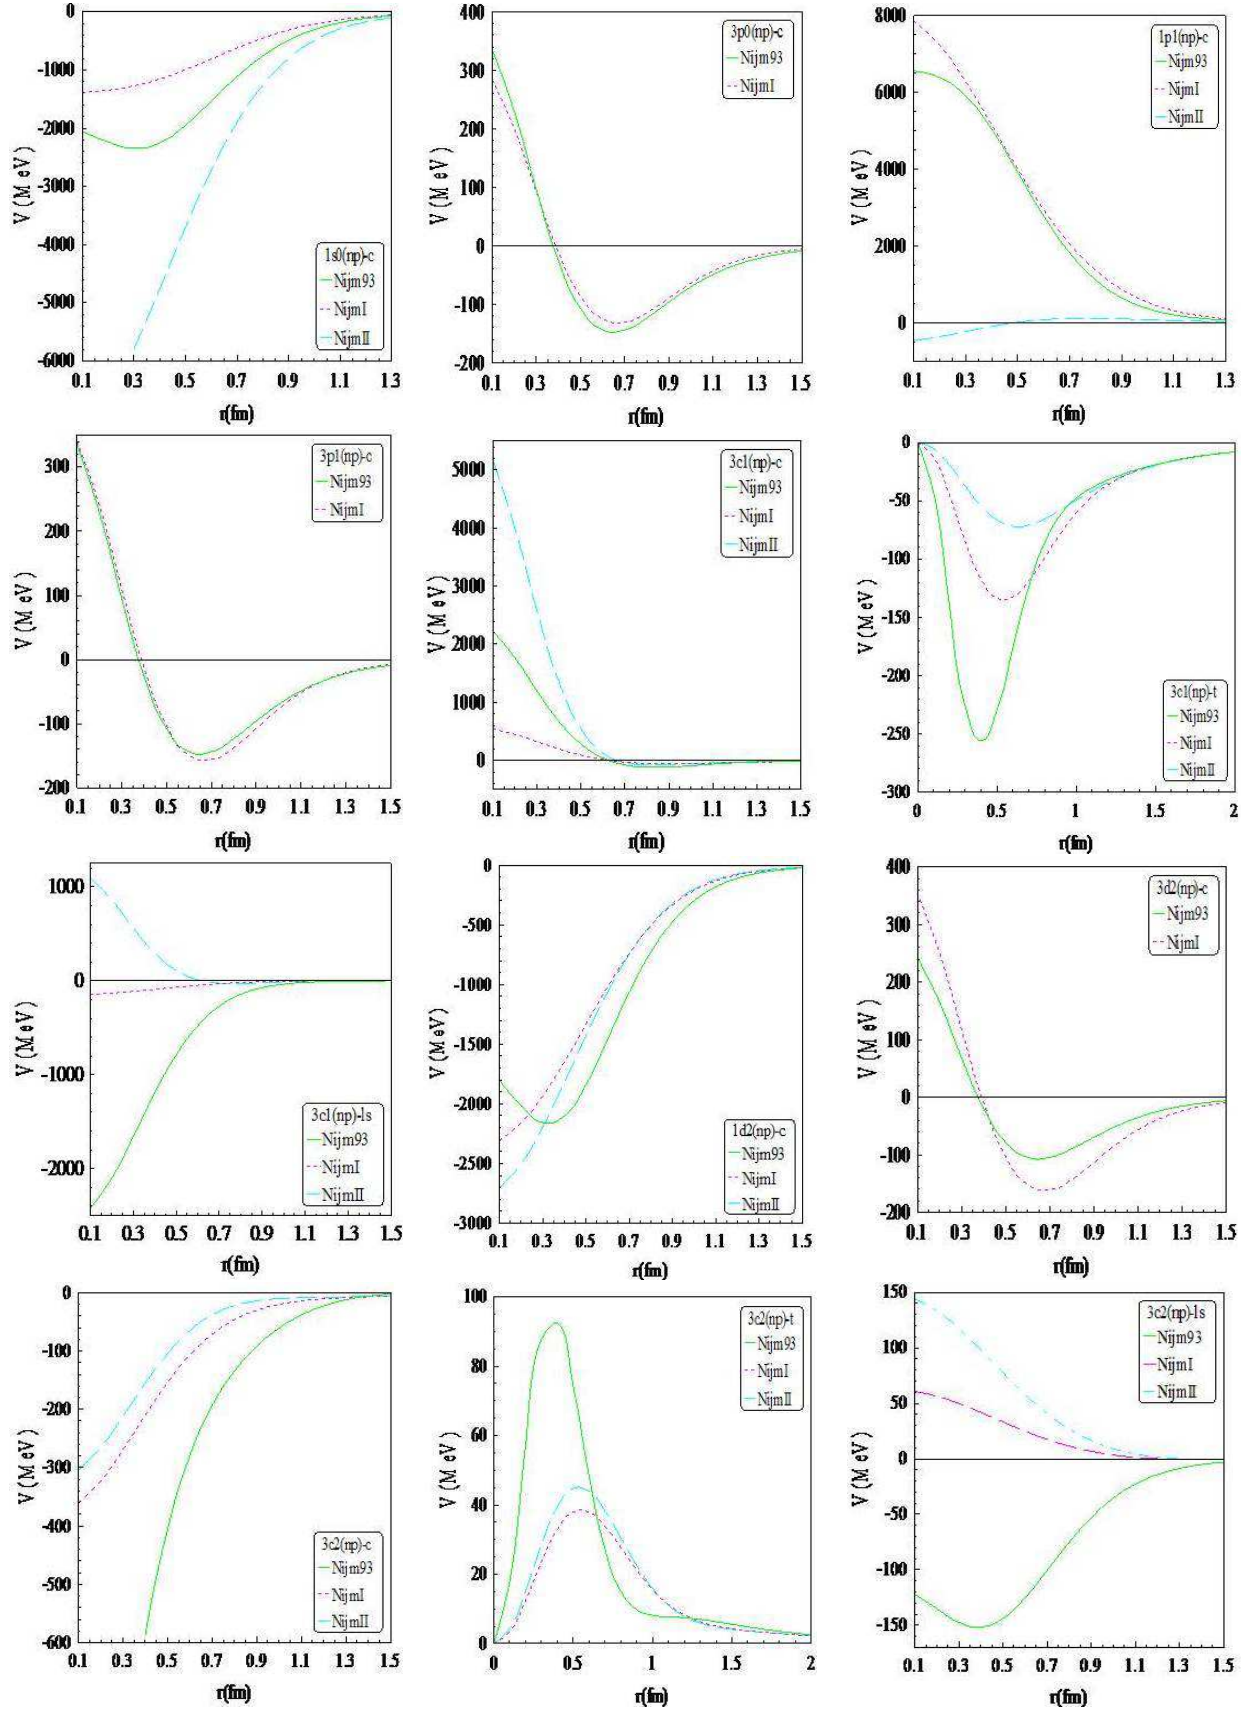 0
-1000
-2000
-3000
-4000
-5000
-6000
V (MeV)
1s0(np)-c
Nijm93
NijmI
NijmII
0.1 0.3 0.5 0.7 0.9 1.1 1.3
r(fm)
400
300
200
100
0
-100
-200
V (MeV)
3p0(np)-c
Nijm93
NijmI
0.1 0.3 0.5 0.7 0.9 1.1 1.3 1.5
r(fm)
8000
6000
4000
2000
0
V (MeV)
1p1(np)-c
Nijm93
NijmI
NijmII
0.1 0.3 0.5 0.7 0.9 1.1 1.3
r(fm)
300
200
100
0
-100
-200
V (MeV)
3p1(np)-c
Nijm93
NijmI
0.1 0.3 0.5 0.7 0.9 1.1 1.3 1.5
r(fm)
5000
4000
3000
2000
1000
0
V (MeV)
3c1(np)-c
Nijm93
NijmI
NijmII
0.1 0.3 0.5 0.7 0.9 1.1 1.3 1.5
r(fm)
0
-50
-100
-150
-200
-250
-300
V (MeV)
3c1(np)-t
Nijm93
NijmI
NijmII
0 0.5 1 1.5 2
r(fm)
1000
0
-1000
-2000
V (MeV)
3c1(np)-ls
Nijm93
NijmI
NijmII
0.1 0.3 0.5 0.7 0.9 1.1 1.3 1.5
r(fm)
0
-500
-1000
-1500
-2000
-2500
-3000
V (MeV)
1d2(np)-c
Nijm93
NijmI
NijmII
0.1 0.3 0.5 0.7 0.9 1.1 1.3 1.5
r(fm)
400
300
200
100
0
-100
-200
V (MeV)
3d2(np)-c
Nijm93
NijmI
0.1 0.3 0.5 0.7 0.9 1.1 1.3 1.5
r(fm)
0
-100
-200
-300
-400
-500
-600
V (MeV)
3c2(np)-c
Nijm93
NijmI
NijmII
0.1 0.3 0.5 0.7 0.9 1.1 1.3 1.5
r(fm)
100
80
60
40
20
0
V (MeV)
3c2(np)-t
Nijm93
NijmI
NijmII
0 0.5 1 1.5 2
r(fm)
150
100
50
0
-50
-100
-150
V (MeV)
3c2(np)-ls
Nijm93
NijmI
NijmII
0.1 0.3 0.5 0.7 0.9 1.1 1.3 1.5
r(fm)